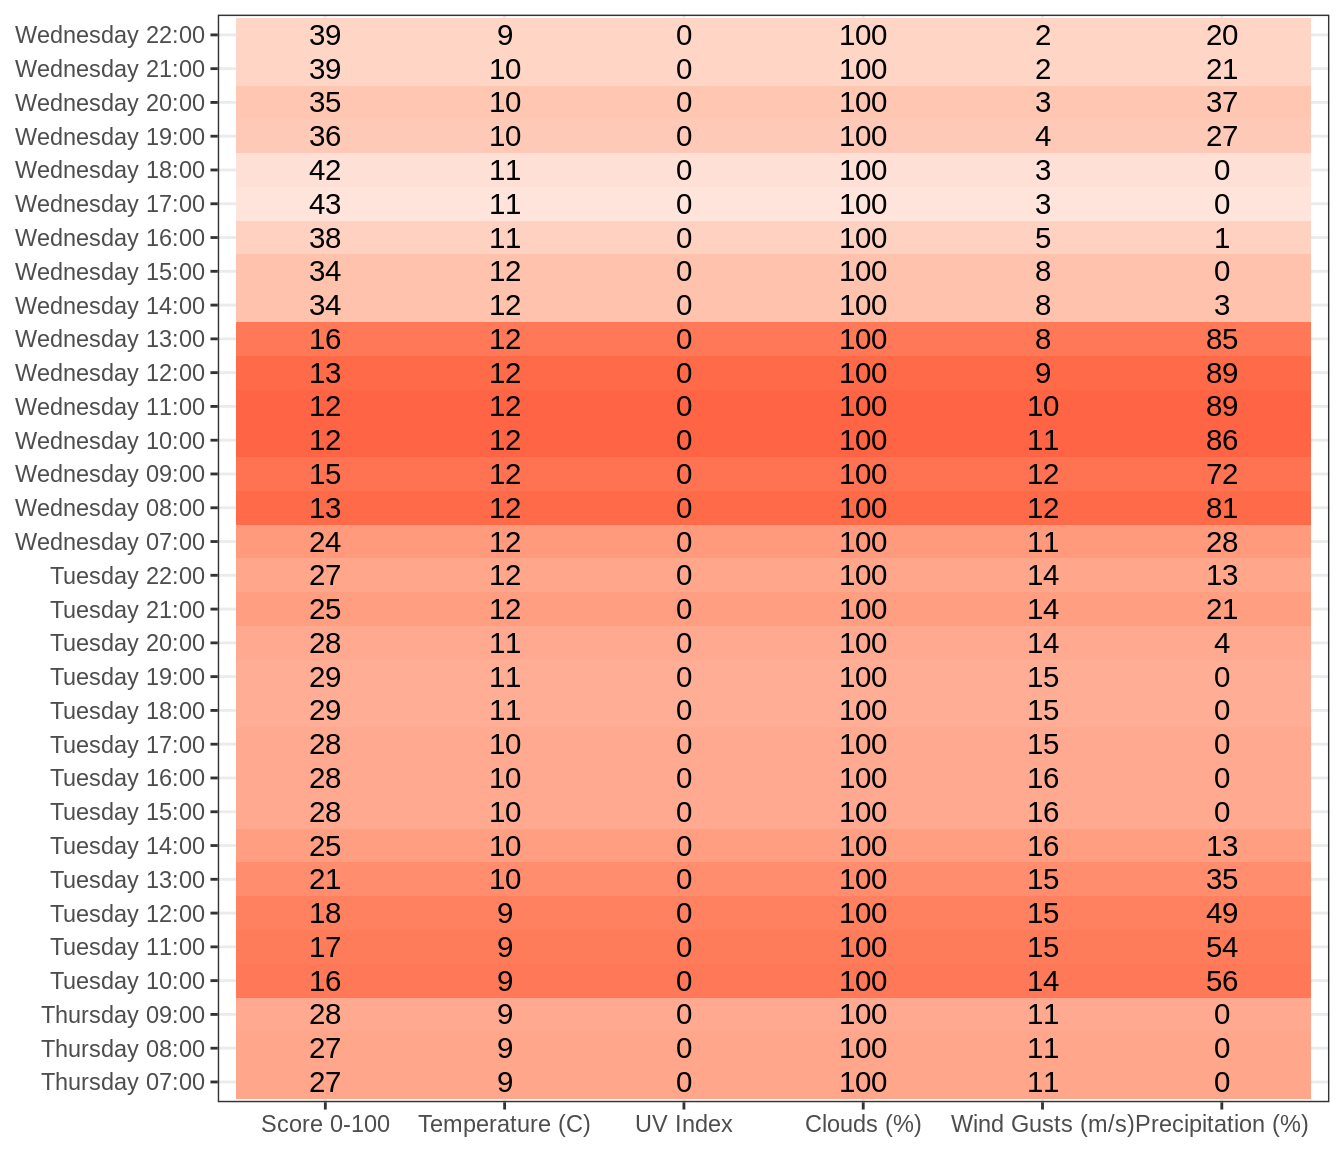 Wednesday 22:00 39 9 0 100 2 20
Wednesday 21:00 39 10 0 100 2 21
Wednesday 20:00 35 10 0 100 3 37
Wednesday 19:00 36 10 0 100 4 27
Wednesday 18:00 42 11 0 100 3 0
Wednesday 17:00 43 11 0 100 3 0
Wednesday 16:00 38 11 0 100 5 1
Wednesday 15:00 34 12 0 100 8 0
Wednesday 14:00 34 12 0 100 8 3
Wednesday 13:00 16 12 0 100 8 85
Wednesday 12:00 13 12 0 100 9 89
Wednesday 11:00 12 12 0 100 10 89
Wednesday 10:00 12 12 0 100 11 86
Wednesday 09:00 15 12 0 100 12 72
Wednesday 08:00 13 12 0 100 12 81
Wednesday 07:00 24 12 0 100 11 28
Tuesday 22:00 27 12 0 100 14 13
Tuesday 21:00 25 12 0 100 14 21
Tuesday 20:00 28 11 0 100 14 4
Tuesday 19:00 29 11 0 100 15 0
Tuesday 18:00 29 11 0 100 15 0
Tuesday 17:00 28 10 0 100 15 0
Tuesday 16:00 28 10 0 100 16 0
Tuesday 15:00 28 10 0 100 16 0
Tuesday 14:00 25 10 0 100 16 13
Tuesday 13:00 21 10 0 100 15 35
Tuesday 12:00 18 9 0 100 15 49
Tuesday 11:00 17 9 0 100 15 54
Tuesday 10:00 16 9 0 100 14 56
Thursday 09:00 28 9 0 100 11 0
Thursday 08:00 27 9 0 100 11 0
Thursday 07:00 27 9 0 100 11 0
Score 0-100 Temperature (C) UV Index Clouds (%) Wind Gusts (m/s) Precipitation (%)